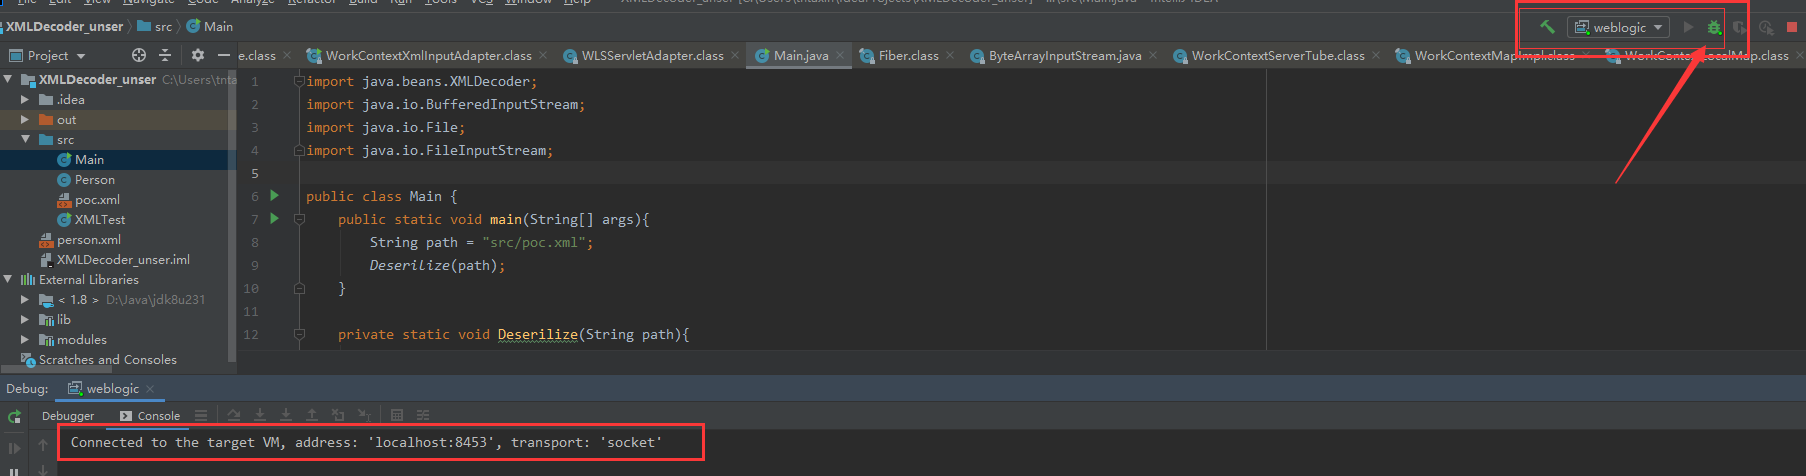 XMLDecoder_unser src Main
weblogic
Project
e.class WorkContextXmlInputAdapter.class WLSServletAdapter.class Main.java Fiber.class ByteArrayInputStream.java WorkContextServerTube.class WorkContextMapImpl.class
XMLDecoder_unser C:\Users\tnta
.idea
out
src
Main
Person
poc.xml
XMLTest
person.xml
XMLDecoder_unser.iml
External Libraries
< 1.8 > D:\Java\jdk8u231
lib
modules
Scratches and Consoles
1 import java.beans.XMLDecoder;
2 import java.io.BufferedInputStream;
3 import java.io.File;
4 import java.io.FileInputStream;
5
6 public class Main {
7 public static void main(String[] args){
8 String path = "src/poc.xml";
9 Deserilize(path);
10 }
11
12 private static void Deserilize(String path){
Debug: weblogic
Debugger Console
Connected to the target VM, address: 'localhost:8453', transport: 'socket'